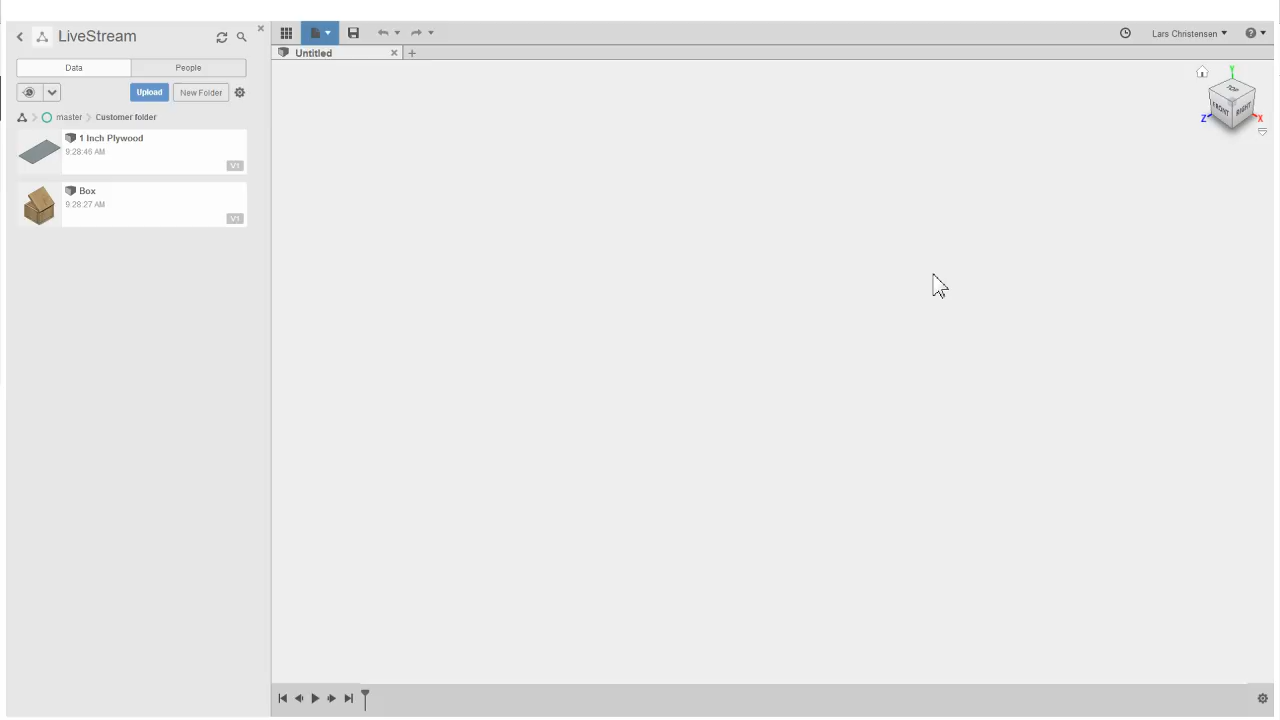 LiveStream
Lars Christensen
Untitled
Data
People
Upload
New Folder
master
Customer folder
1 Inch Plywood
9:28:46 AM
V1
Box
9:28:27 AM
V1
Y
TOP
FRONT
RIGHT
Z
X